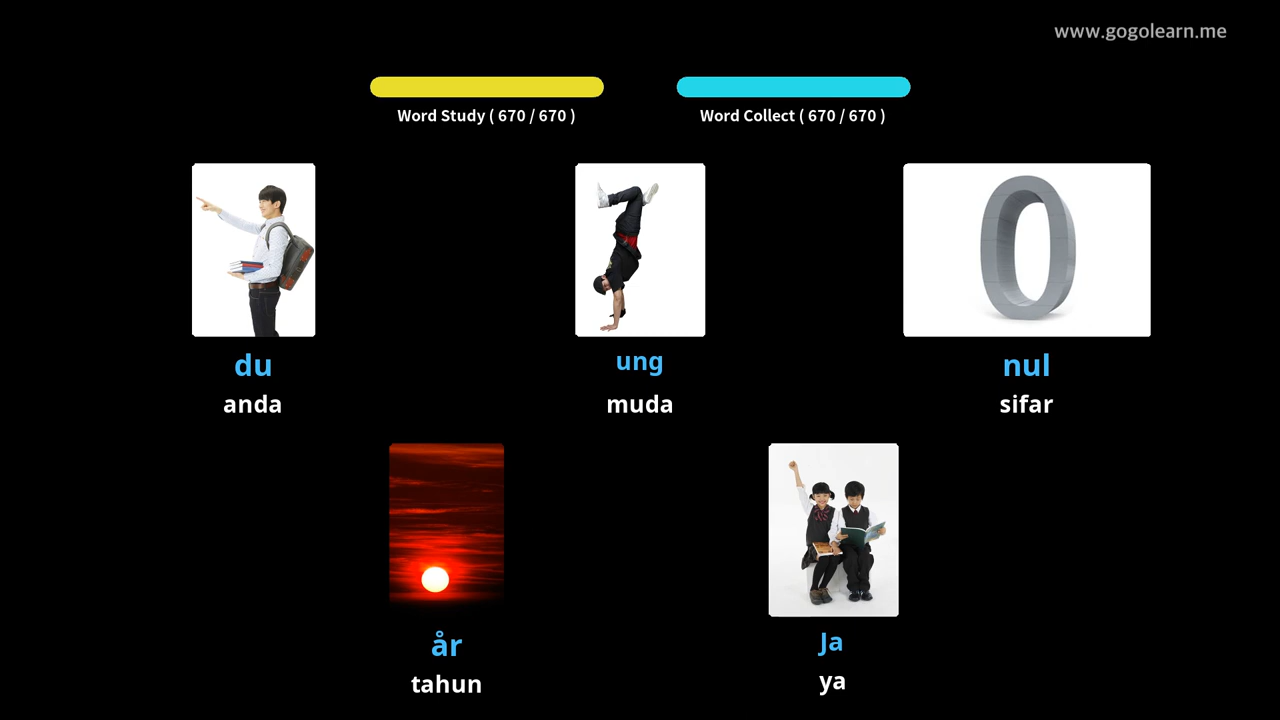 www.gogolearn.me
Word Study ( 670 / 670 )
Word Collect ( 670 / 670 )
du
anda
ung
muda
0
nul
sifar
år
tahun
Ja
ya